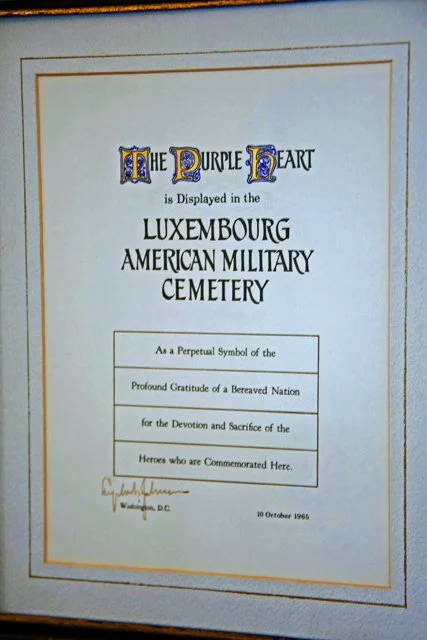 THE PURPLE HEART
is Displayed in the
LUXEMBOURG
AMERICAN MILITARY
CEMETERY
As a Perpetual Symbol of the
Profound Gratitude of a Bereaved Nation
for the Devotion and Sacrifice of the
Heroes who are Commemorated Here.
Washington, D.C.
10 October 1965